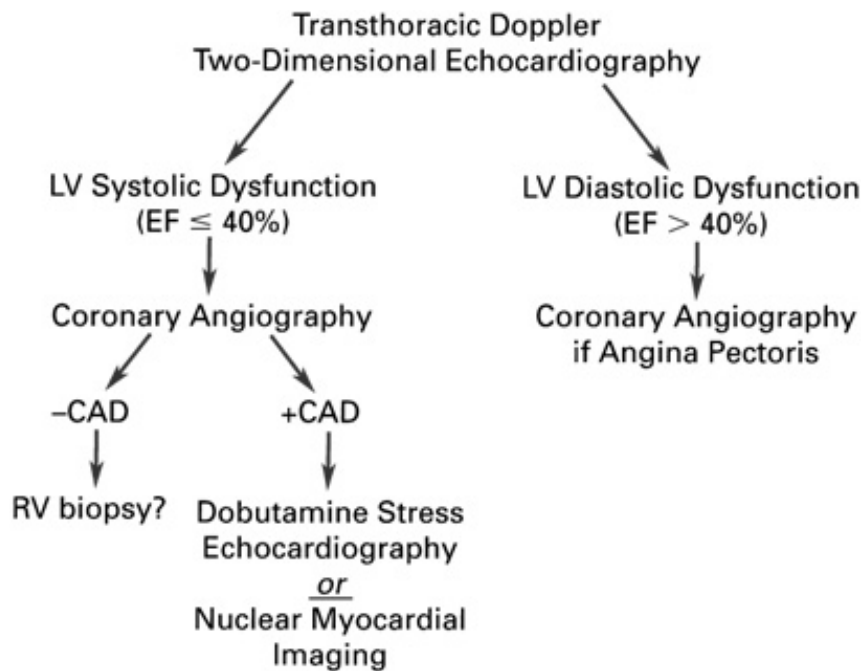 Transthoracic Doppler
Two-Dimensional Echocardiography
LV Systolic Dysfunction
(EF ≤ 40%)
LV Diastolic Dysfunction
(EF > 40%)
Coronary Angiography
Coronary Angiography
if Angina Pectoris
–CAD
+CAD
RV biopsy?
Dobutamine Stress
Echocardiography
or
Nuclear Myocardial
Imaging